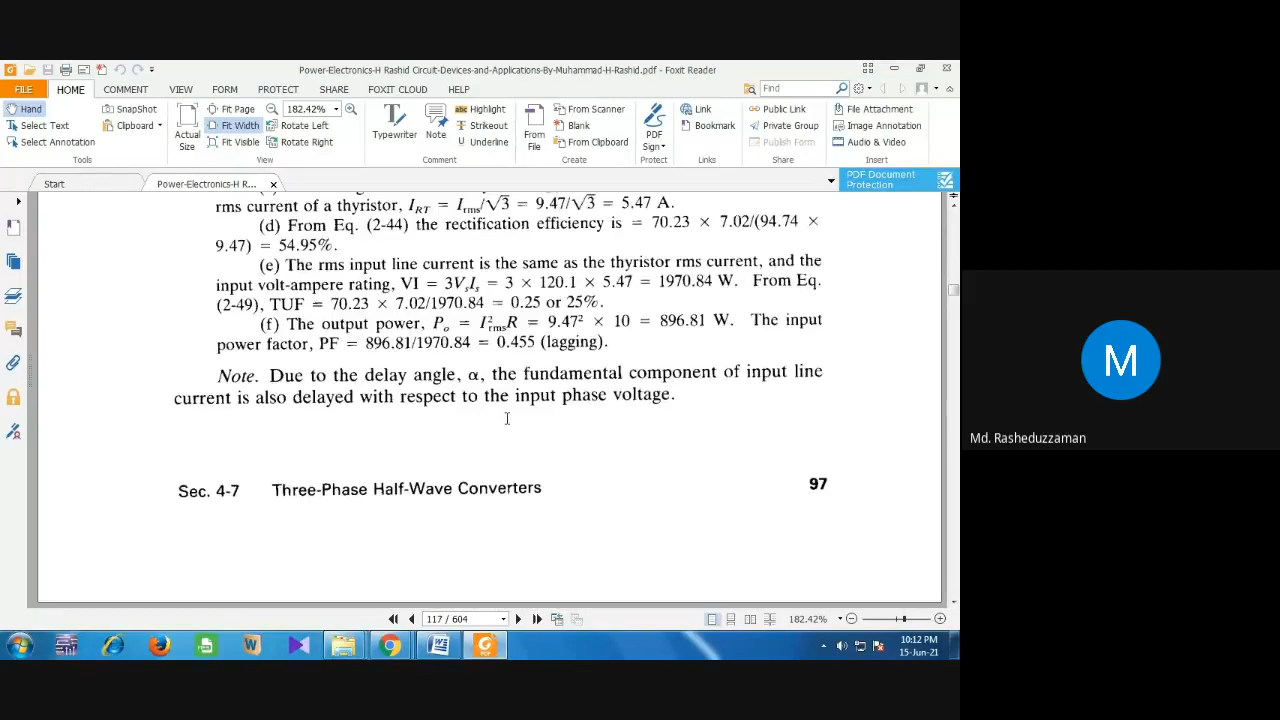 Power-Electronics-H Rashid Circuit-Devices-and-Applications-By-Muhammad-H-Rashid.pdf - Foxit Reader
FILE HOME COMMENT VIEW FORM PROTECT SHARE FOXIT CLOUD HELP Find
Hand
Select Text
Select Annotation
Tools
SnapShot
Clipboard
Actual Size
Fit Page
Fit Width
Fit Visible
182.42%
Rotate Left
Rotate Right
View
Typewriter
Note
Highlight
Strikeout
Underline
Comment
From File
From Scanner
Blank
From Clipboard
Create
PDF Sign
Protect
Link
Bookmark
Links
Public Link
Private Group
Publish Form
Share
File Attachment
Image Annotation
Audio & Video
Insert
Start
Power-Electronics-H R...
PDF Document Protection
rms current of a thyristor, I_RT = I_rms/√3 = 9.47/√3 = 5.47 A.
(d) From Eq. (2-44) the rectification efficiency is = 70.23 × 7.02/(94.74 ×
9.47) = 54.95%.
(e) The rms input line current is the same as the thyristor rms current, and the
input volt-ampere rating, VI = 3V_sI_s = 3 × 120.1 × 5.47 = 1970.84 W. From Eq.
(2-49), TUF = 70.23 × 7.02/1970.84 = 0.25 or 25%.
(f) The output power, P_o = I²_rmsR = 9.47² × 10 = 896.81 W. The input
power factor, PF = 896.81/1970.84 = 0.455 (lagging).
Note. Due to the delay angle, α, the fundamental component of input line
current is also delayed with respect to the input phase voltage.
Sec. 4-7 Three-Phase Half-Wave Converters 97
117 / 604
182.42%
10:12 PM
15-Jun-21
M
Md. Rasheduzzaman